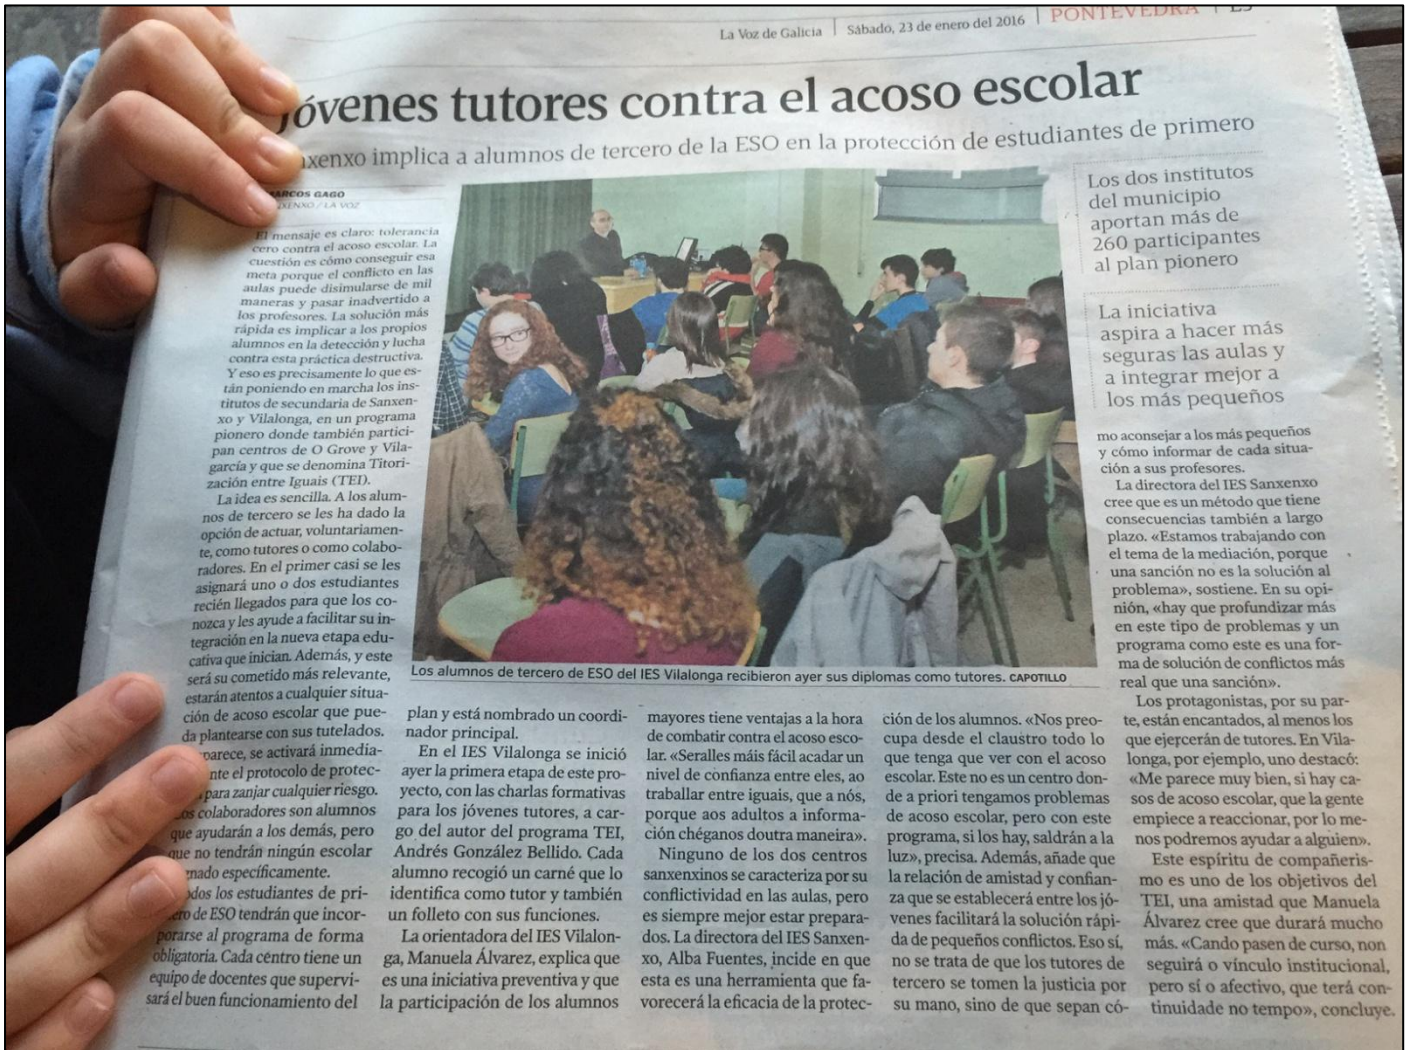 La Voz de Galicia | Sábado, 23 de enero del 2016 | PONTEVEDRA |
Jóvenes tutores contra el acoso escolar
nxenxo implica a alumnos de tercero de la ESO en la protección de estudiantes de primero
MARCOS GAGO
XENXO / LA VOZ
El mensaje es claro: tolerancia
cero contra el acoso escolar. La
cuestión es cómo conseguir esa
meta porque el conflicto en las
aulas puede disimularse de mil
maneras y pasar inadvertido a
los profesores. La solución más
rápida es implicar a los propios
alumnos en la detección y lucha
contra esta práctica destructiva.
Y eso es precisamente lo que es-
tán poniendo en marcha los ins-
titutos de secundaria de Sanxen-
xo y Vilalonga, en un programa
pionero donde también partici-
pan centros de O Grove y Vila-
garcía y que se denomina Titori-
zación entre Iguais (TEI).
La idea es sencilla. A los alum-
nos de tercero se les ha dado la
opción de actuar, voluntariamen-
te, como tutores o como colabo-
radores. En el primer casi se les
asignará uno o dos estudiantes
recién llegados para que los co-
nozca y les ayude a facilitar su in-
tegración en la nueva etapa edu-
cativa que inician. Además, y este
será su cometido más relevante,
estarán atentos a cualquier situa-
ción de acoso escolar que pue-
da plantearse con sus tutelados.
parece, se activará inmedia-
nte el protocolo de protec-
para zanjar cualquier riesgo.
os colaboradores son alumnos
que ayudarán a los demás, pero
que no tendrán ningún escolar
gnado específicamente.
odos los estudiantes de pri-
ero de ESO tendrán que incor-
porarse al programa de forma
obligatoria. Cada centro tiene un
equipo de docentes que supervi-
sará el buen funcionamiento del
Los alumnos de tercero de ESO del IES Vilalonga recibieron ayer sus diplomas como tutores. CAPOTILLO
plan y está nombrado un coordi-
nador principal.
En el IES Vilalonga se inició
ayer la primera etapa de este pro-
yecto, con las charlas formativas
para los jóvenes tutores, a car-
go del autor del programa TEI,
Andrés González Bellido. Cada
alumno recogió un carné que lo
identifica como tutor y también
un folleto con sus funciones.
La orientadora del IES Vilalon-
ga, Manuela Álvarez, explica que
es una iniciativa preventiva y que
la participación de los alumnos
mayores tiene ventajas a la hora
de combatir contra el acoso esco-
lar. «Seralles máis fácil acadar un
nivel de confianza entre eles, ao
traballar entre iguais, que a nós,
porque aos adultos a informa-
ción chéganos doutra maneira».
Ninguno de los dos centros
sanxenxinos se caracteriza por su
conflictividad en las aulas, pero
es siempre mejor estar prepara-
dos. La directora del IES Sanxen-
xo, Alba Fuentes, incide en que
esta es una herramienta que fa-
vorecerá la eficacia de la protec-
ción de los alumnos. «Nos preo-
cupa desde el claustro todo lo
que tenga que ver con el acoso
escolar. Este no es un centro don-
de a priori tengamos problemas
de acoso escolar, pero con este
programa, si los hay, saldrán a la
luz», precisa. Además, añade que
la relación de amistad y confian-
za que se establecerá entre los jó-
venes facilitará la solución rápi-
da de pequeños conflictos. Eso sí,
no se trata de que los tutores de
tercero se tomen la justicia por
su mano, sino de que sepan có-
Los dos institutos
del municipio
aportan más de
260 participantes
al plan pionero
La iniciativa
aspira a hacer más
seguras las aulas y
a integrar mejor a
los más pequeños
mo aconsejar a los más pequeños
y cómo informar de cada situa-
ción a sus profesores.
La directora del IES Sanxenxo
cree que es un método que tiene
consecuencias también a largo
plazo. «Estamos trabajando con
el tema de la mediación, porque
una sanción no es la solución al
problema», sostiene. En su opi-
nión, «hay que profundizar más
en este tipo de problemas y un
programa como este es una for-
ma de solución de conflictos más
real que una sanción».
Los protagonistas, por su par-
te, están encantados, al menos los
que ejercerán de tutores. En Vila-
longa, por ejemplo, uno destacó:
«Me parece muy bien, si hay ca-
sos de acoso escolar, que la gente
empiece a reaccionar, por lo me-
nos podremos ayudar a alguien».
Este espíritu de compañeris-
mo es uno de los objetivos del
TEI, una amistad que Manuela
Álvarez cree que durará mucho
más. «Cando pasen de curso, non
seguirá o vínculo institucional,
pero sí o afectivo, que terá con-
tinuidade no tempo», concluye.